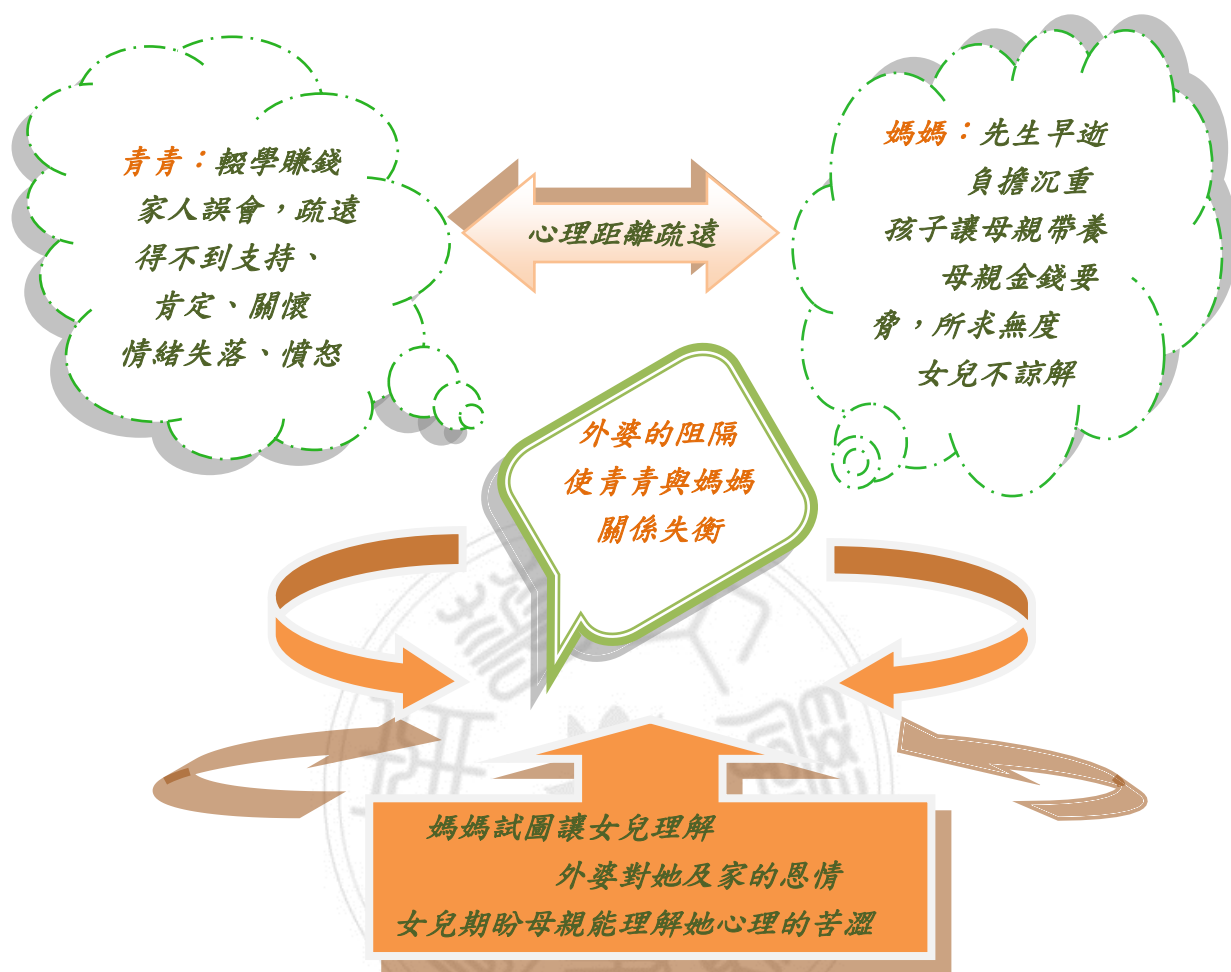 青青：輟學賺錢
家人誤會，疏遠
得不到支持、
肯定、關懷
情緒失落、憤怒
心理距離疏遠
媽媽：先生早逝
負擔沉重
孩子讓母親帶養
母親金錢要
脅，所求無度
女兒不諒解
外婆的阻隔
使青青與媽媽
關係失衡
媽媽試圖讓女兒理解
外婆對她及家的恩情
女兒期盼母親能理解她心理的苦澀